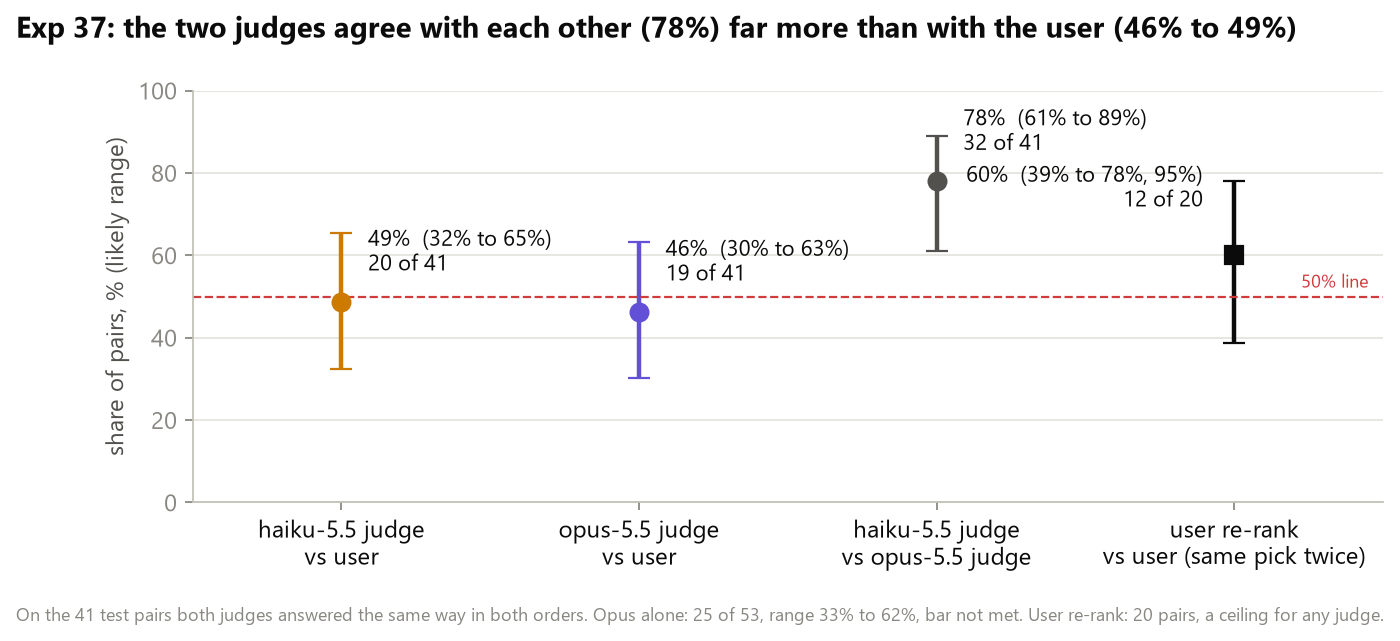 Exp 37: the two judges agree with each other (78%) far more than with the user (46% to 49%)
share of pairs, % (likely range)
100
80
60
40
20
0
49% (32% to 65%)
20 of 41
46% (30% to 63%)
19 of 41
78% (61% to 89%)
32 of 41
60% (39% to 78%, 95%)
12 of 20
50% line
haiku-5.5 judge
vs user
opus-5.5 judge
vs user
haiku-5.5 judge
vs opus-5.5 judge
user re-rank
vs user (same pick twice)
On the 41 test pairs both judges answered the same way in both orders. Opus alone: 25 of 53, range 33% to 62%, bar not met. User re-rank: 20 pairs, a ceiling for any judge.